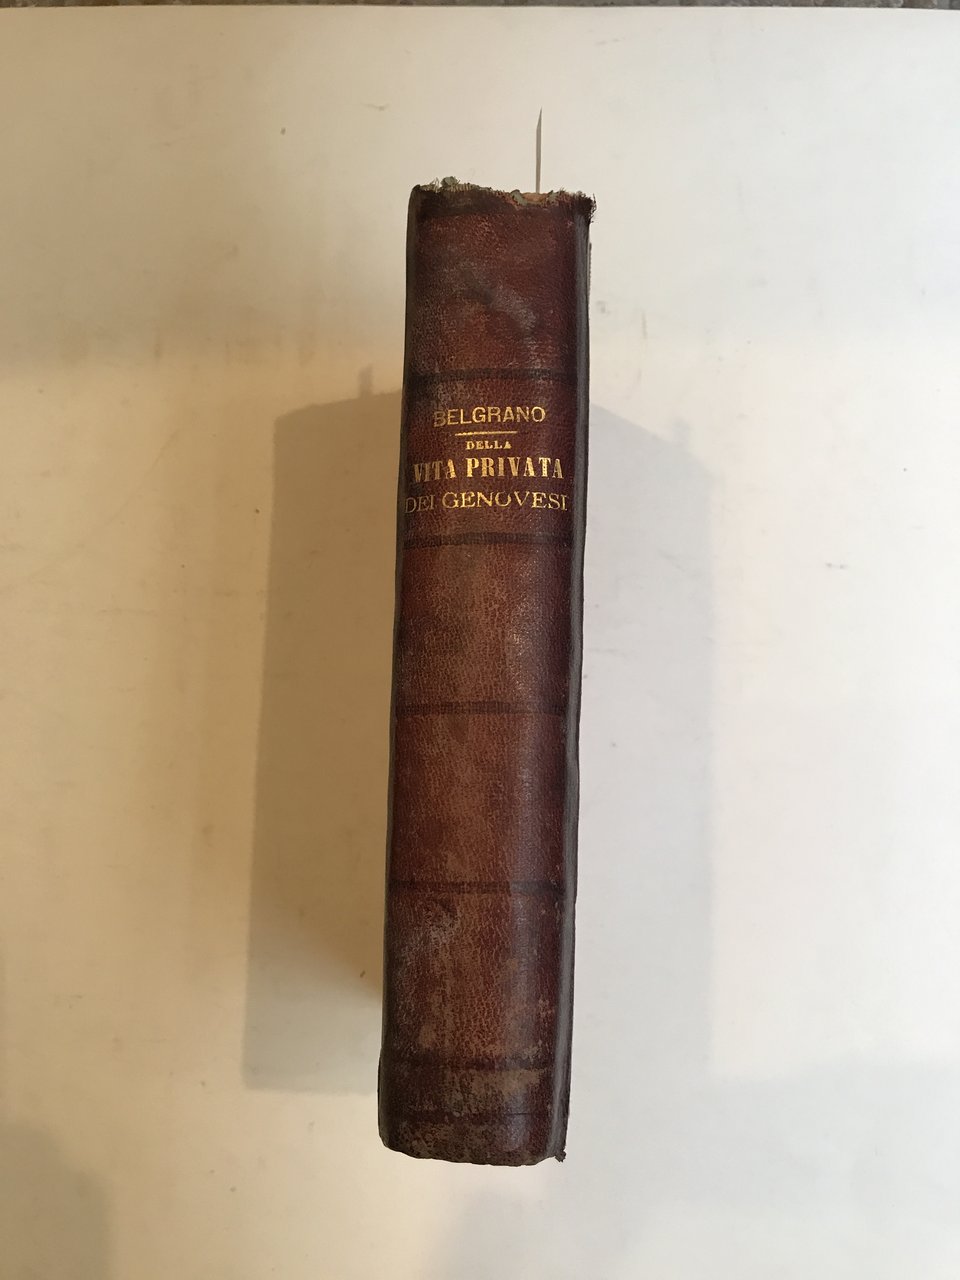 BELGRANO
DELLA
VITA PRIVATA
DEI GENOVESI